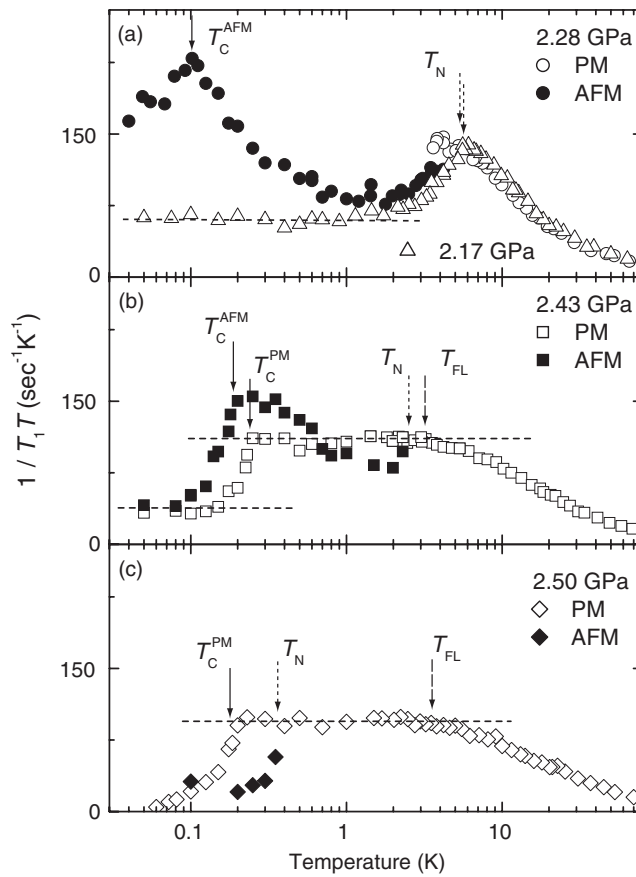 (a)
T_C^AFM
2.28 GPa
PM
AFM
T_N
150
0
2.17 GPa
(b)
T_C^AFM
T_C^PM
T_N
T_FL
2.43 GPa
PM
AFM
150
0
1 / T₁T (sec⁻¹K⁻¹)
(c)
T_C^PM
T_N
T_FL
2.50 GPa
PM
AFM
150
0
0.1 1 10
Temperature (K)